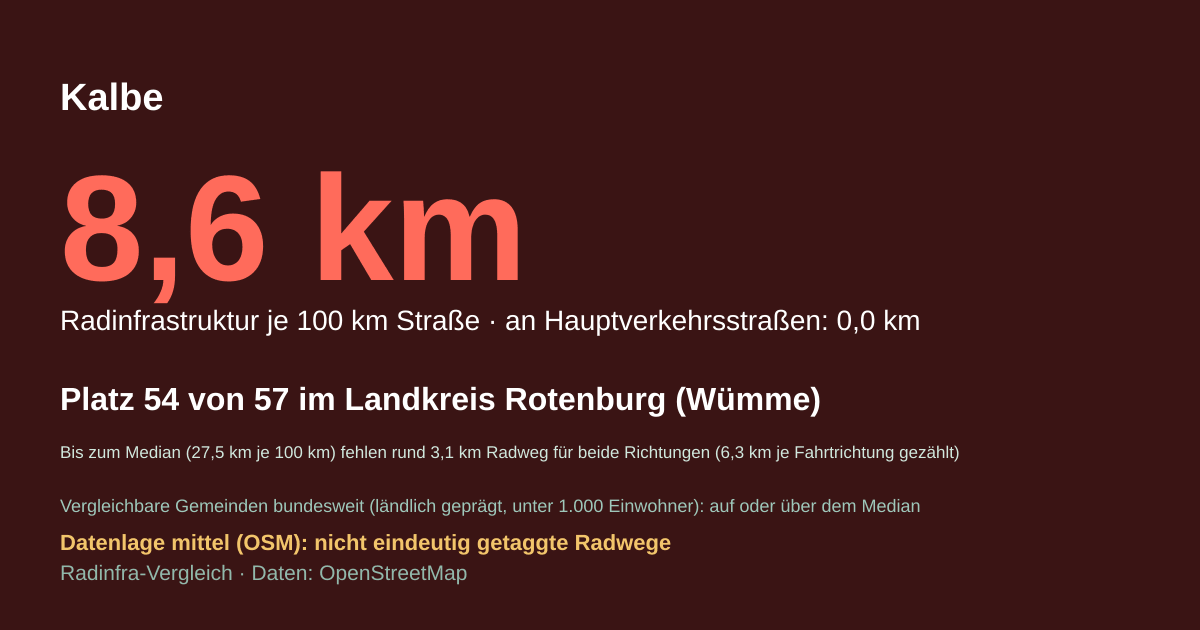 Kalbe
8,6 km
Radinfrastruktur je 100 km Straße · an Hauptverkehrsstraßen: 0,0 km
Platz 54 von 57 im Landkreis Rotenburg (Wümme)
Bis zum Median (27,5 km je 100 km) fehlen rund 3,1 km Radweg für beide Richtungen (6,3 km je Fahrtrichtung gezählt)
Vergleichbare Gemeinden bundesweit (ländlich geprägt, unter 1.000 Einwohner): auf oder über dem Median
Datenlage mittel (OSM): nicht eindeutig getaggte Radwege
Radinfra-Vergleich · Daten: OpenStreetMap